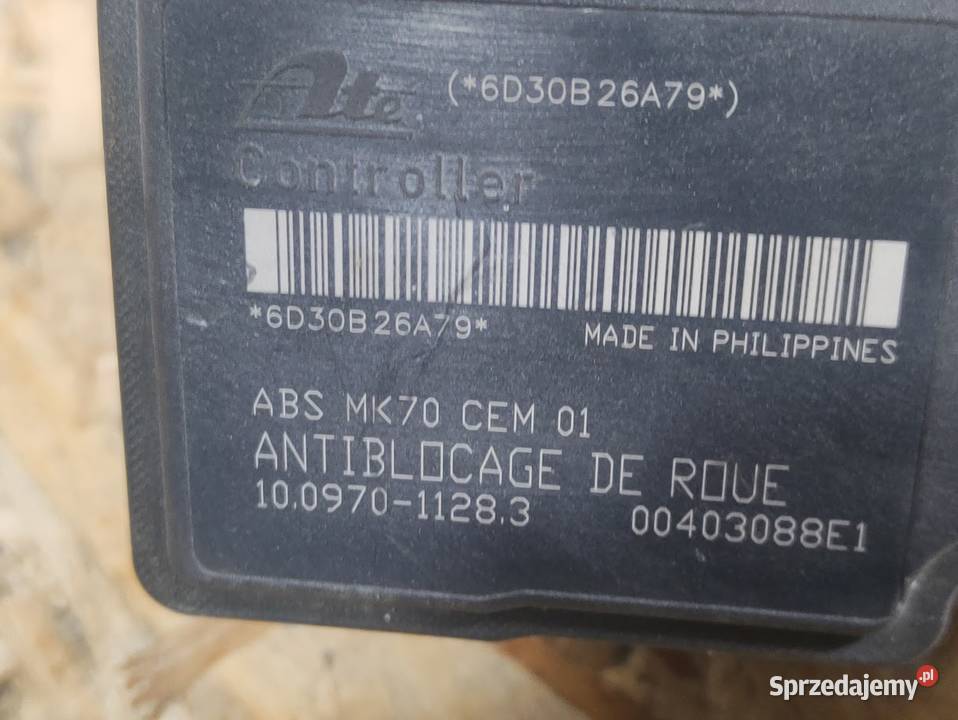 Ate (*6D30B26A79*)
Controller
*6D30B26A79* MADE IN PHILIPPINES
ABS MK70 CEM 01
ANTIBLOCAGE DE ROUE
10.0970-1128.3 00403088E1
Sprzedajemy.pl